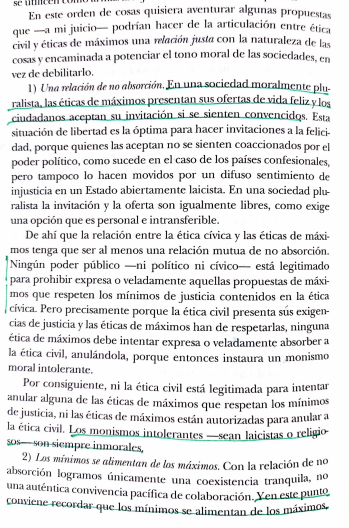 En este orden de cosas quisiera aventurar algunas propuestas
que —a mi juicio— podrían hacer de la articulación entre ética
civil y éticas de máximos una relación justa con la naturaleza de las
cosas y encaminada a potenciar el tono moral de las sociedades, en
vez de debilitarlo.
1) Una relación de no absorción. En una sociedad moralmente plu-
ralista, las éticas de máximos presentan sus ofertas de vida feliz y los
ciudadanos aceptan su invitación si se sienten convencidos. Esta
situación de libertad es la óptima para hacer invitaciones a la felici-
dad, porque quienes las aceptan no se sienten coaccionados por el
poder político, como sucede en el caso de los países confesionales,
pero tampoco lo hacen movidos por un difuso sentimiento de
injusticia en un Estado abiertamente laicista. En una sociedad plu-
ralista la invitación y la oferta son igualmente libres, como exige
una opción que es personal e intransferible.
De ahí que la relación entre la ética cívica y las éticas de máxi-
mos tenga que ser al menos una relación mutua de no absorción.
Ningún poder público —ni político ni cívico— está legitimado
para prohibir expresa o veladamente aquellas propuestas de máxi-
mos que respeten los mínimos de justicia contenidos en la ética
cívica. Pero precisamente porque la ética civil presenta sus exigen-
cias de justicia y las éticas de máximos han de respetarlas, ninguna
ética de máximos debe intentar expresa o veladamente absorber a
la ética civil, anulándola, porque entonces instaura un monismo
moral intolerante.
Por consiguiente, ni la ética civil está legitimada para intentar
anular alguna de las éticas de máximos que respetan los mínimos
de justicia, ni las éticas de máximos están autorizadas para anular a
la ética civil. Los monismos intolerantes —sean laicistas o religio-
sos— son siempre inmorales.
2) Los mínimos se alimentan de los máximos. Con la relación de no
absorción logramos únicamente una coexistencia tranquila, no
una auténtica convivencia pacífica de colaboración. Y en este punto
conviene recordar que los mínimos se alimentan de los máximos,